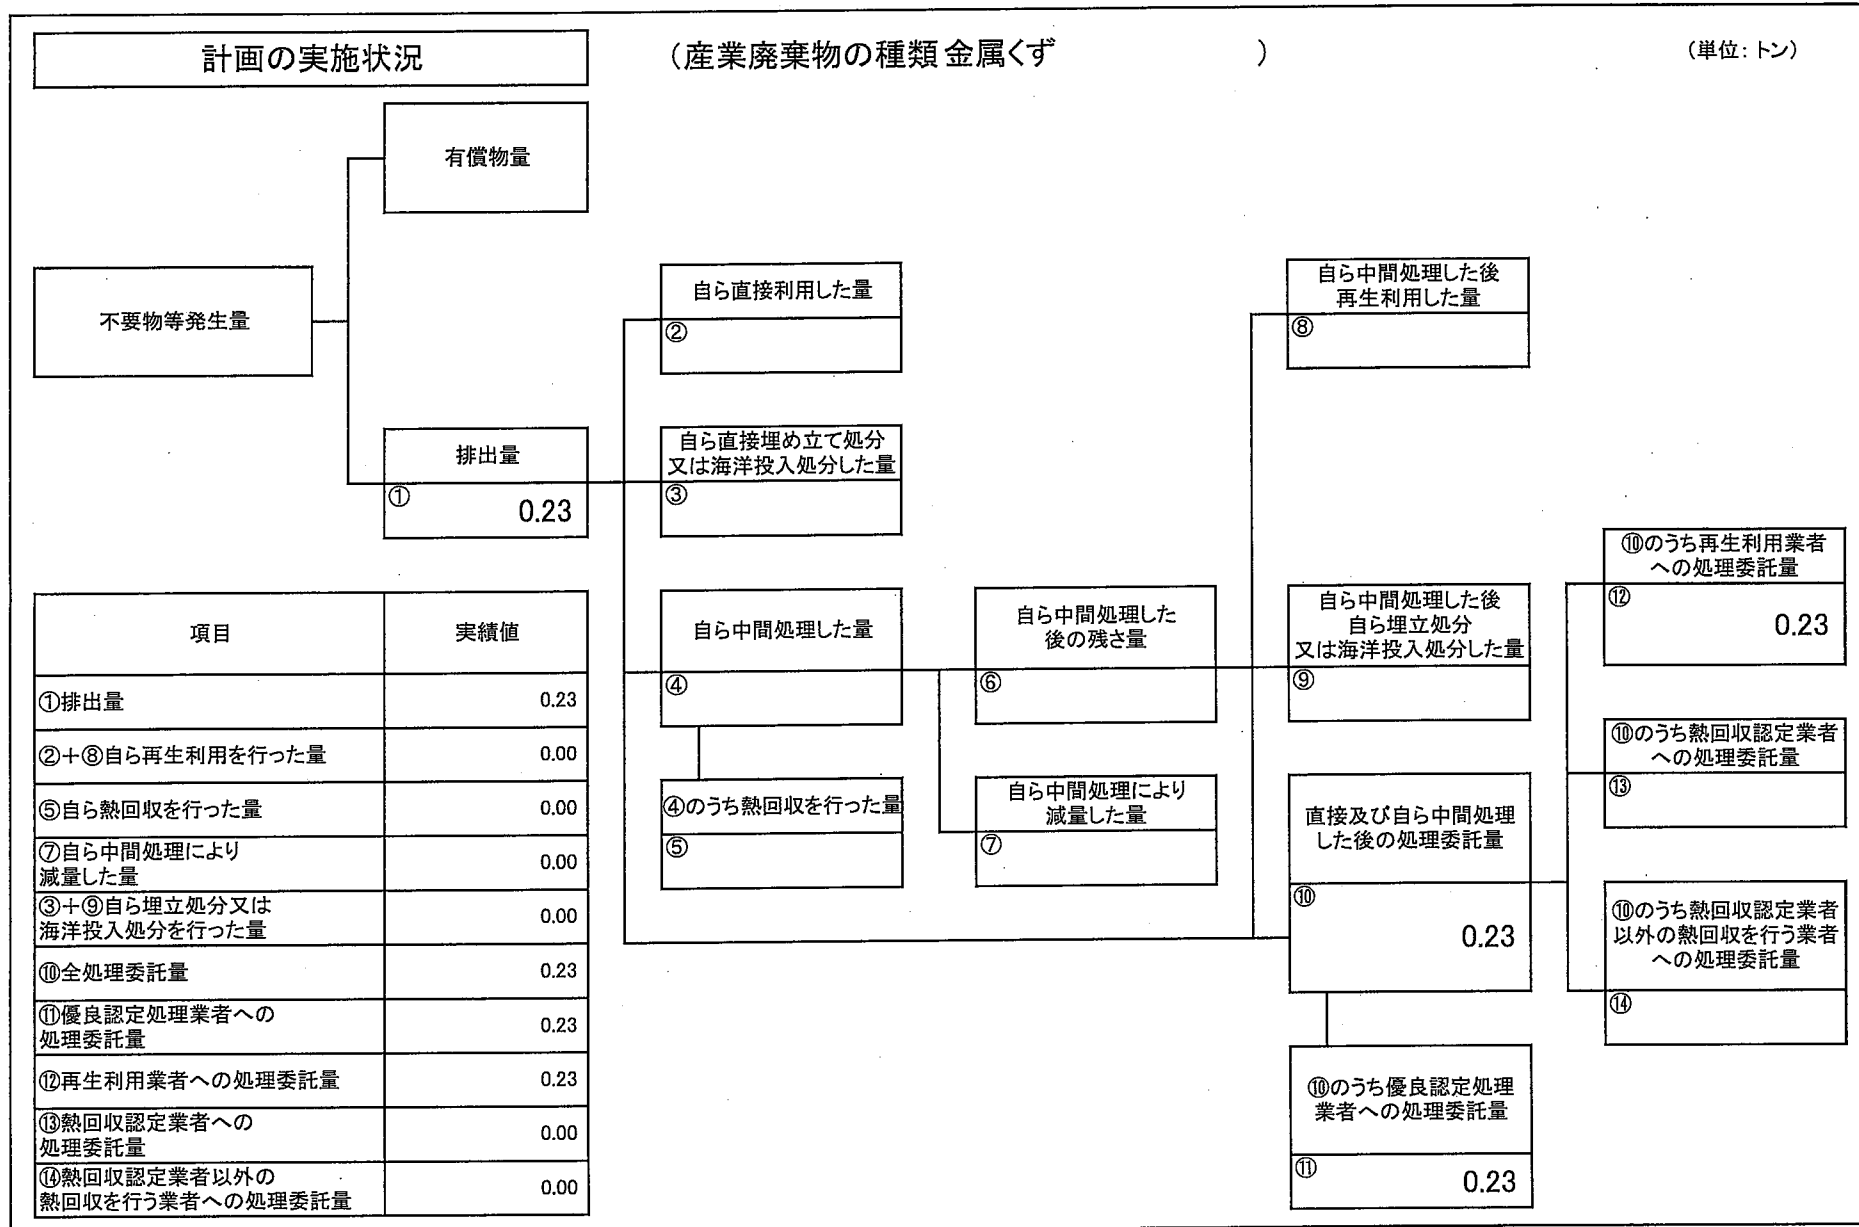 計画の実施状況
(産業廃棄物の種類 金属くず )
(単位：トン)
有償物量
不要物等発生量
排出量
① 0.23
自ら直接利用した量
②
自ら直接埋め立て処分
又は海洋投入処分した量
③
自ら中間処理した量
④
④のうち熱回収を行った量
⑤
自ら中間処理した
後の残さ量
⑥
自ら中間処理により
減量した量
⑦
自ら中間処理した後
再生利用した量
⑧
自ら中間処理した後
自ら埋立処分
又は海洋投入処分した量
⑨
直接及び自ら中間処理
した後の処理委託量
⑩
0.23
⑩のうち優良認定処理
業者への処理委託量
⑪ 0.23
⑩のうち再生利用業者
への処理委託量
⑫
0.23
⑩のうち熱回収認定業者
への処理委託量
⑬
⑩のうち熱回収認定業者
以外の熱回収を行う業者
への処理委託量
⑭
項目 実績値
①排出量 0.23
②＋⑧自ら再生利用を行った量 0.00
⑤自ら熱回収を行った量 0.00
⑦自ら中間処理により
減量した量 0.00
③＋⑨自ら埋立処分又は
海洋投入処分を行った量 0.00
⑩全処理委託量 0.23
⑪優良認定処理業者への
処理委託量 0.23
⑫再生利用業者への処理委託量 0.23
⑬熱回収認定業者への
処理委託量 0.00
⑭熱回収認定業者以外の
熱回収を行う業者への処理委託量 0.00